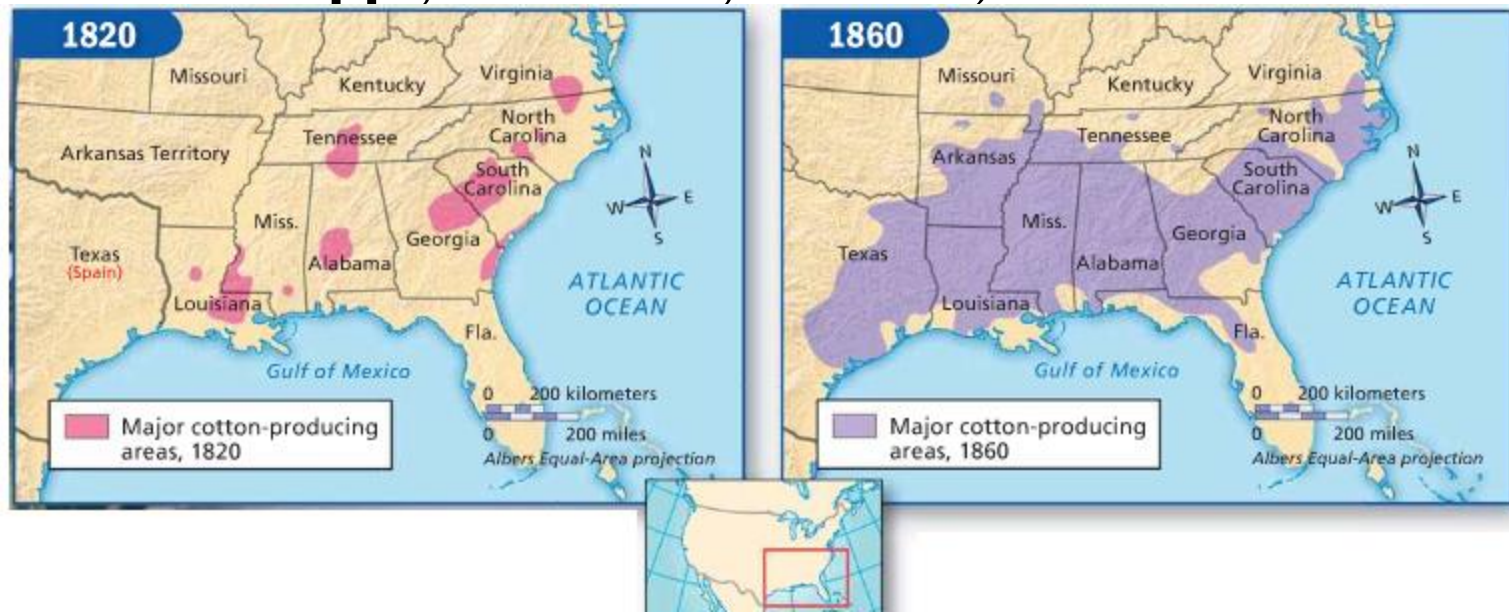 1820
Missouri
Kentucky
Virginia
Arkansas Territory
Tennessee
North
Carolina
South
Carolina
Miss.
Alabama
Georgia
Texas
(Spain)
Louisiana
Fla.
N
W
E
S
ATLANTIC
OCEAN
Gulf of Mexico
0 200 kilometers
0 200 miles
Albers Equal-Area projection
Major cotton-producing
areas, 1820
1860
Missouri
Kentucky
Virginia
Arkansas
Tennessee
North
Carolina
South
Carolina
Miss.
Alabama
Georgia
Texas
Louisiana
Fla.
N
W
E
S
ATLANTIC
OCEAN
Gulf of Mexico
0 200 kilometers
0 200 miles
Albers Equal-Area projection
Major cotton-producing
areas, 1860